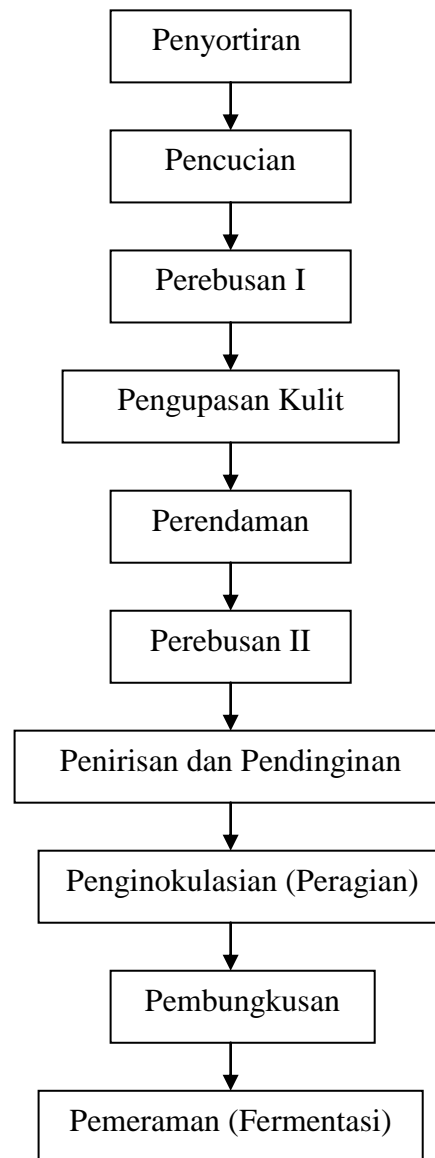 Penyortiran
Pencucian
Perebusan I
Pengupasan Kulit
Perendaman
Perebusan II
Penirisan dan Pendinginan
Penginokulasian (Peragian)
Pembungkusan
Pemeraman (Fermentasi)